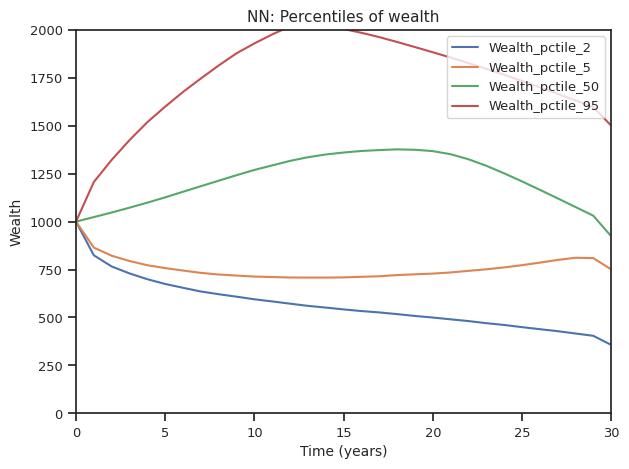 NN: Percentiles of wealth
2000
1750
1500
1250
1000
750
500
250
0
Wealth
Wealth_pctile_2
Wealth_pctile_5
Wealth_pctile_50
Wealth_pctile_95
0 5 10 15 20 25 30
Time (years)